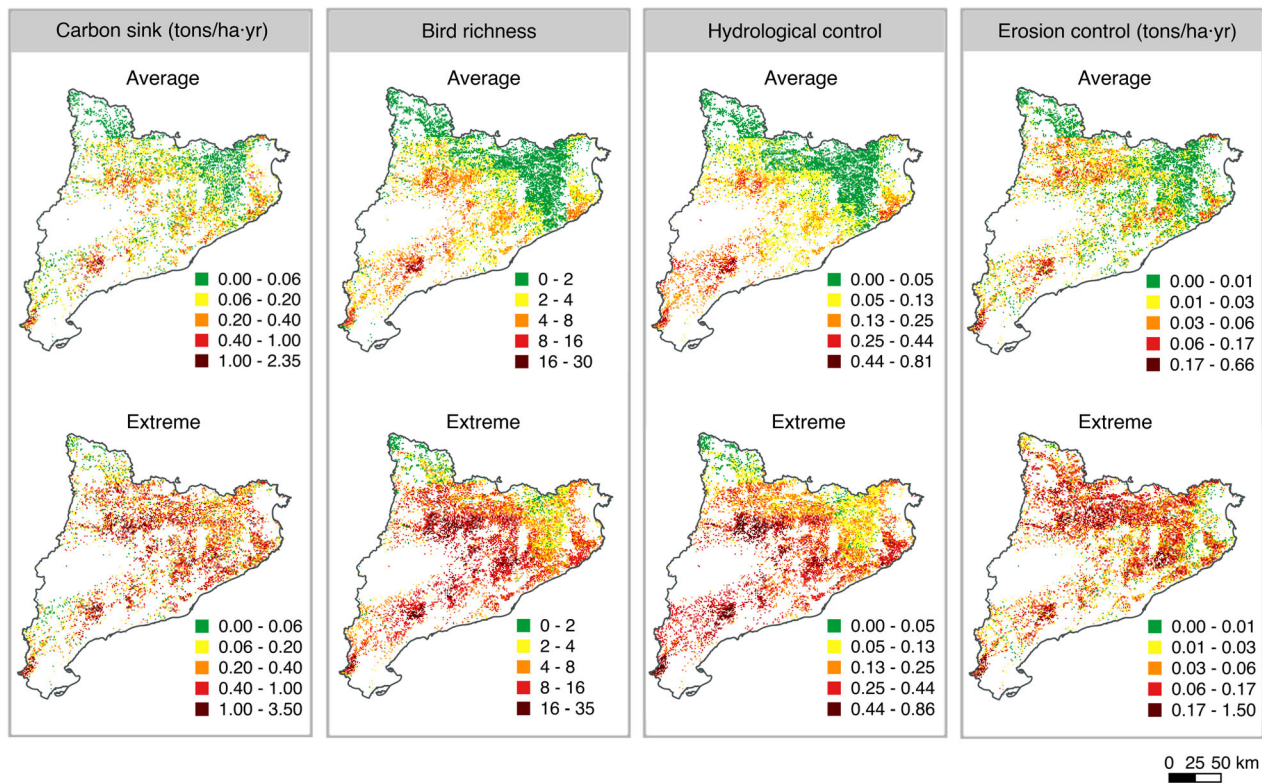 Carbon sink (tons/ha·yr)
Average
0.00 - 0.06
0.06 - 0.20
0.20 - 0.40
0.40 - 1.00
1.00 - 2.35
Extreme
0.00 - 0.06
0.06 - 0.20
0.20 - 0.40
0.40 - 1.00
1.00 - 3.50
Bird richness
Average
0 - 2
2 - 4
4 - 8
8 - 16
16 - 30
Extreme
0 - 2
2 - 4
4 - 8
8 - 16
16 - 35
Hydrological control
Average
0.00 - 0.05
0.05 - 0.13
0.13 - 0.25
0.25 - 0.44
0.44 - 0.81
Extreme
0.00 - 0.05
0.05 - 0.13
0.13 - 0.25
0.25 - 0.44
0.44 - 0.86
Erosion control (tons/ha·yr)
Average
0.00 - 0.01
0.01 - 0.03
0.03 - 0.06
0.06 - 0.17
0.17 - 0.66
Extreme
0.00 - 0.01
0.01 - 0.03
0.03 - 0.06
0.06 - 0.17
0.17 - 1.50
0 25 50 km